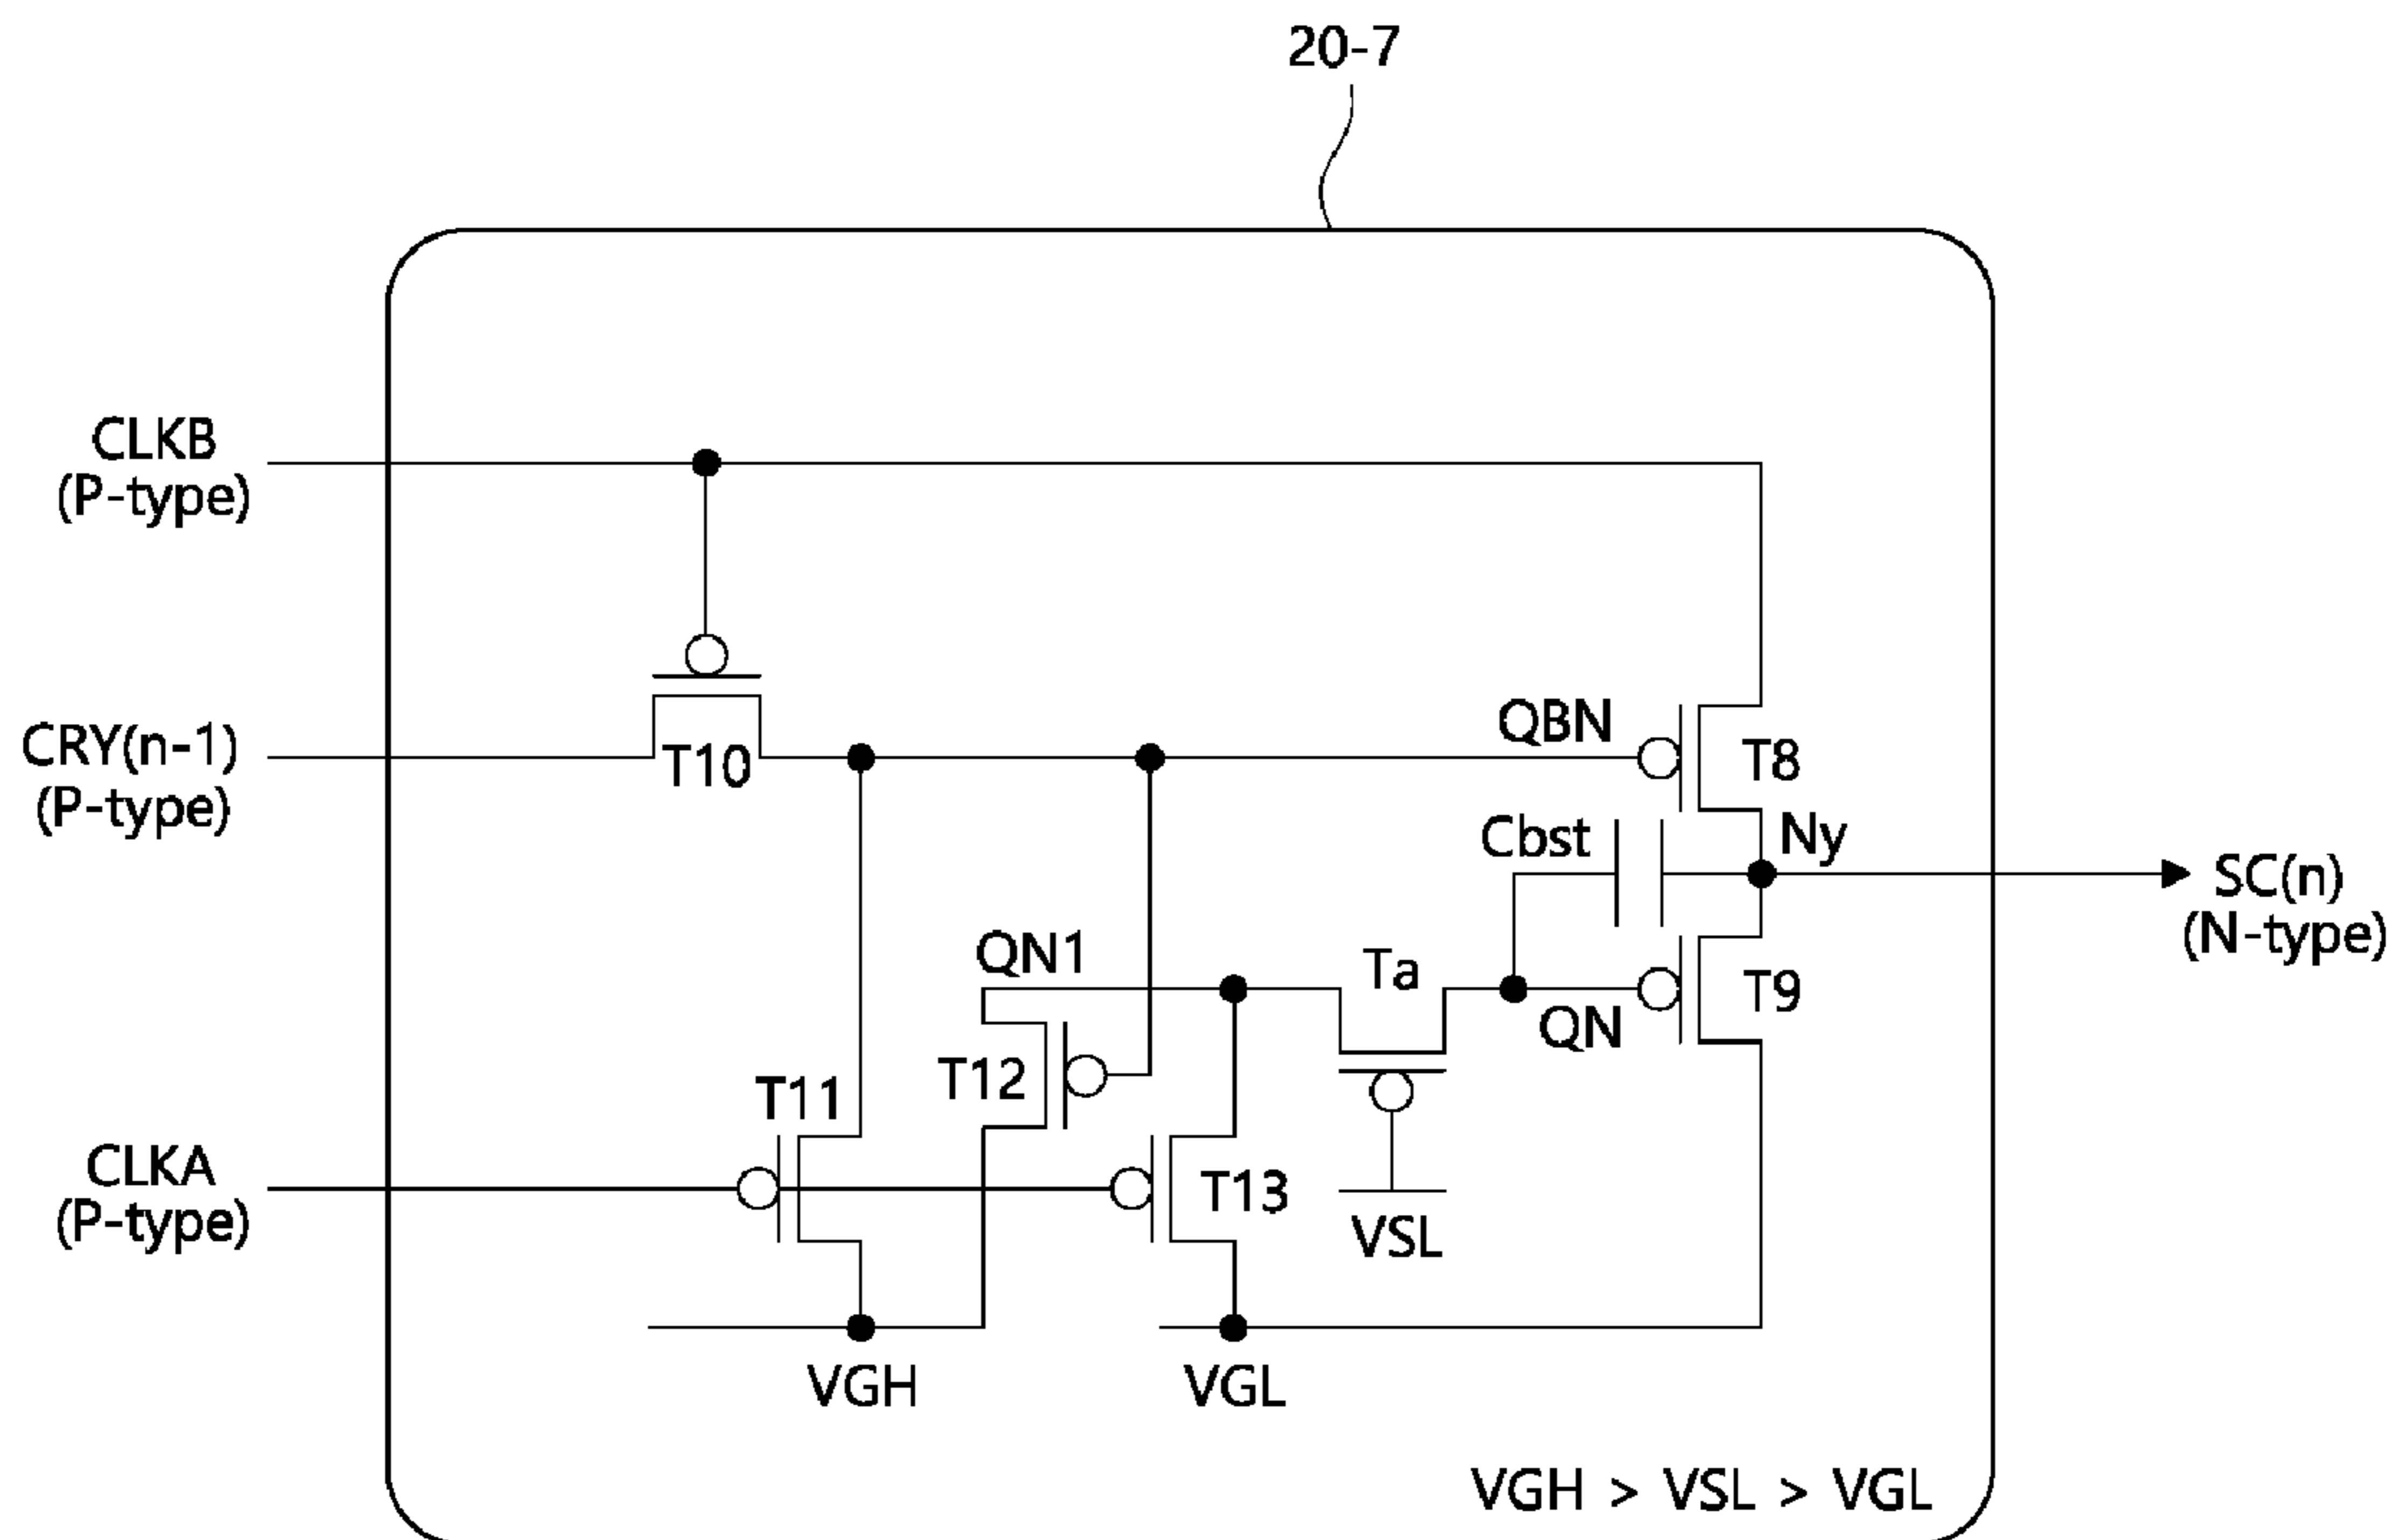 20-7
CLKB
(P-type)
CRY(n-1)
(P-type)
T10
QBN
T8
Cbst
Ny
SC(n)
(N-type)
QN1
Ta
T9
QN
T12
T11
CLKA
(P-type)
T13
VSL
VGH
VGL
VGH > VSL > VGL